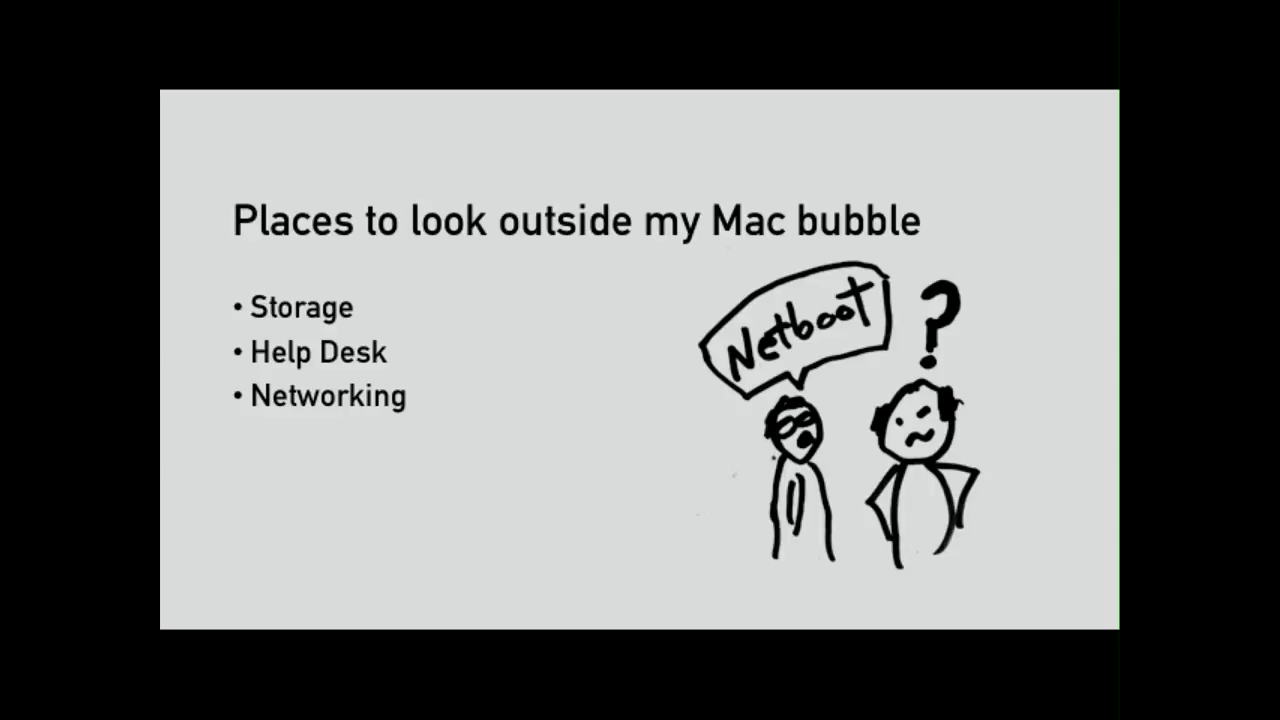 Places to look outside my Mac bubble
• Storage
• Help Desk
• Networking
Netboot
?